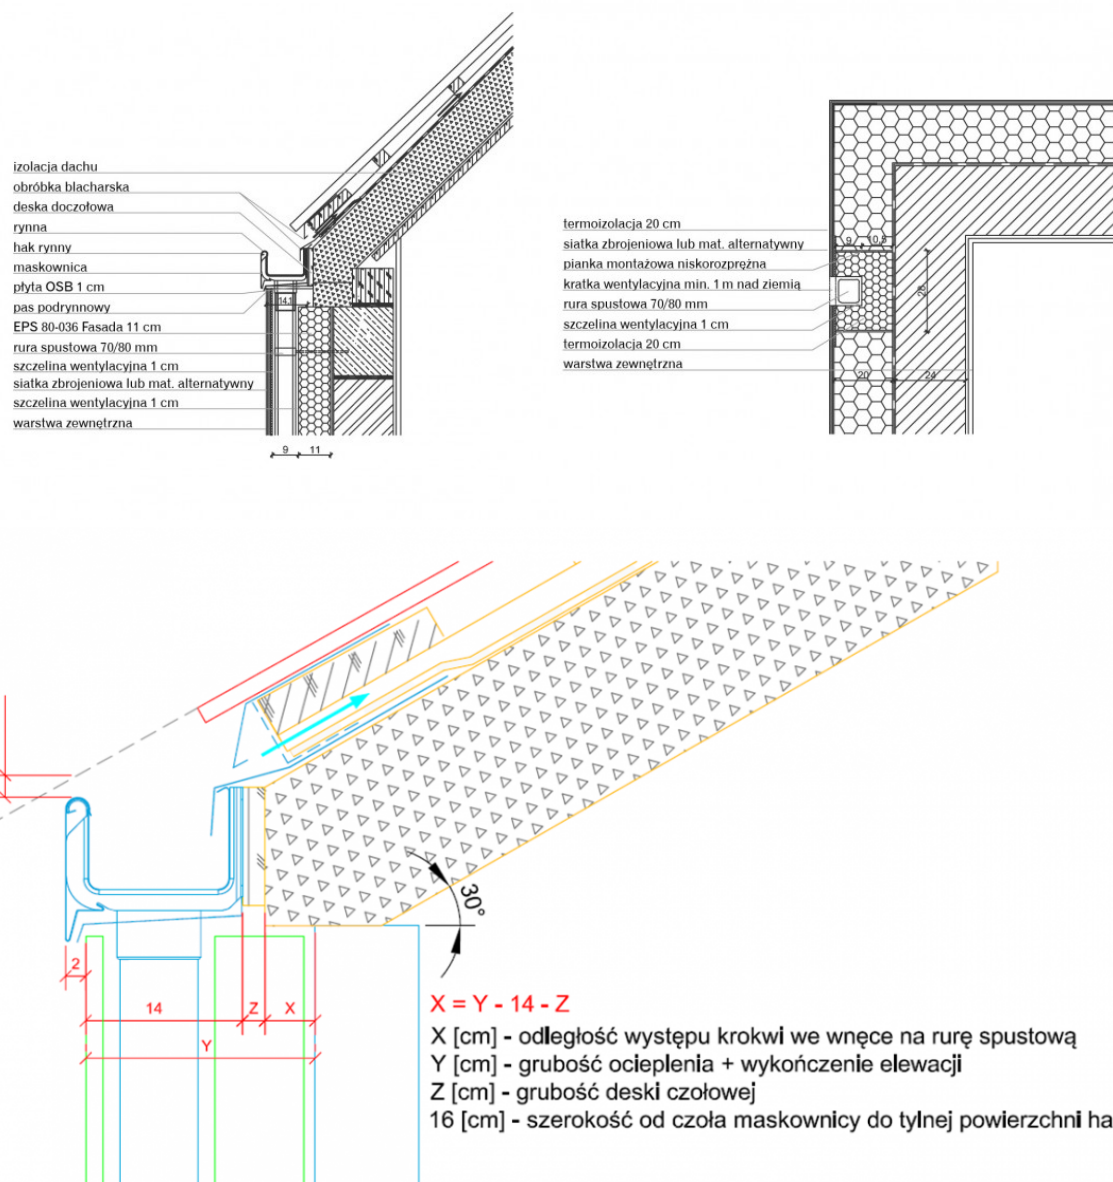 izolacja dachu
obróbka blacharska
deska doczołowa
rynna
hak rynny
maskownica
płyta OSB 1 cm
pas podrynnowy
EPS 80-036 Fasada 11 cm
rura spustowa 70/80 mm
szczelina wentylacyjna 1 cm
siatka zbrojeniowa lub mat. alternatywny
szczelina wentylacyjna 1 cm
warstwa zewnętrzna
14,1
9 11
termoizolacja 20 cm
siatka zbrojeniowa lub mat. alternatywny
pianka montażowa niskorozprężna
kratka wentylacyjna min. 1 m nad ziemią
rura spustowa 70/80 mm
szczelina wentylacyjna 1 cm
termoizolacja 20 cm
warstwa zewnętrzna
9 10,5
28
20 24
30°
2
14 Z X
Y
X = Y - 14 - Z
X [cm] - odległość występu krokwi we wnęce na rurę spustową
Y [cm] - grubość ocieplenia + wykończenie elewacji
Z [cm] - grubość deski czołowej
16 [cm] - szerokość od czoła maskownicy do tylnej powierzchni ha